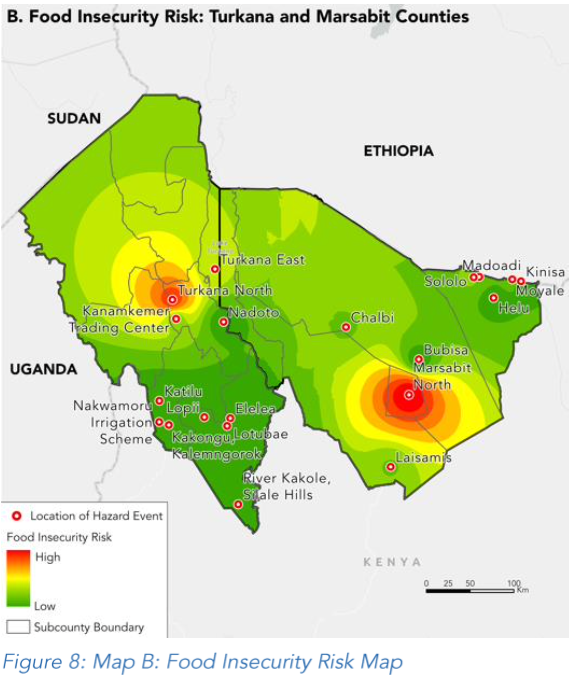 B. Food Insecurity Risk: Turkana and Marsabit Counties
SUDAN
ETHIOPIA
Turkana East
Madoadi
Kinisa
Sololo
Moyale
Turkana North
Helu
Kanamkemer
Trading Center
Nadoto
Chalbi
Bubisa
UGANDA
Marsabit
North
Katilu
Nakwamoru
Lopii
Elelea
Irrigation
Scheme
Kakongu,
Lotubae
Kalemngorok
Laisamis
River Kakole,
Silale Hills
Location of Hazard Event
Food Insecurity Risk
High
Low
Subcounty Boundary
KENYA
0 25 50 100
Km
Figure 8: Map B: Food Insecurity Risk Map